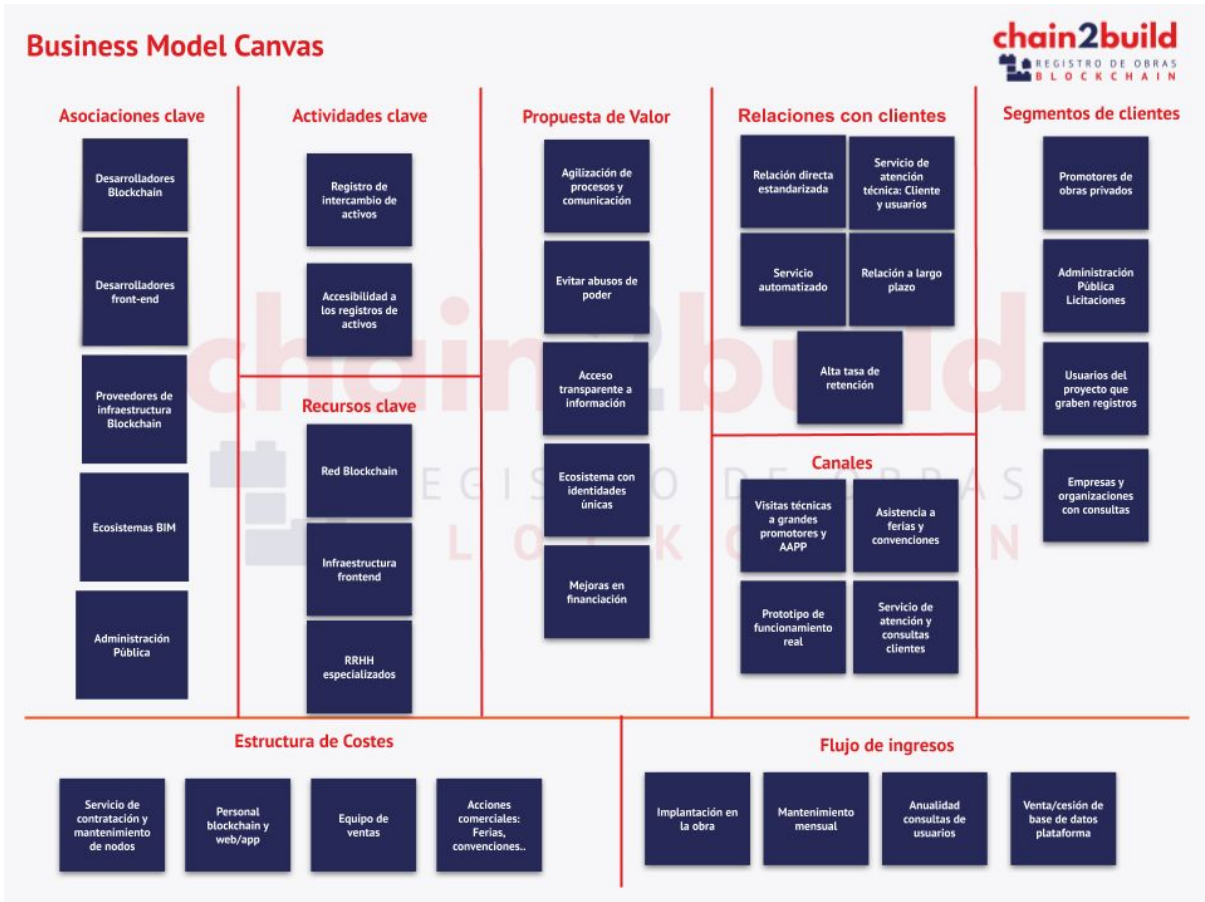 Business Model Canvas
chain2build
REGISTRO DE OBRAS
BLOCKCHAIN
Asociaciones clave
Desarrolladores
Blockchain
Desarrolladores
front-end
Proveedores de
infraestructura
Blockchain
Ecosistemas BIM
Administración
Pública
Actividades clave
Registro de
intercambio de
activos
Accesibilidad a
los registros de
activos
Recursos clave
Red Blockchain
Infraestructura
frontend
RRHH
especializados
Propuesta de Valor
Agilización de
procesos y
comunicación
Evitar abusos de
poder
Acceso
transparente a
información
Ecosistema con
identidades
únicas
Mejoras en
financiación
Relaciones con clientes
Relación directa
estandarizada
Servicio de
atención
técnica: Cliente
y usuarios
Servicio
automatizado
Relación a largo
plazo
Alta tasa de
retención
Canales
Visitas técnicas
a grandes
promotores y
AAPP
Asistencia a
ferias y
convenciones
Prototipo de
funcionamiento
real
Servicio de
atención y
consultas
clientes
Segmentos de clientes
Promotores de
obras privados
Administración
Pública
Licitaciones
Usuarios del
proyecto que
graben registros
Empresas y
organizaciones
con consultas
chain2build
REGISTRO DE OBRAS
BLOCKCHAIN
Estructura de Costes
Servicio de
contratación y
mantenimiento
de nodos
Personal
blockchain y
web/app
Equipo de
ventas
Acciones
comerciales:
Ferias,
convenciones..
Flujo de ingresos
Implantación en
la obra
Mantenimiento
mensual
Anualidad
consultas de
usuarios
Venta/cesión de
base de datos
plataforma